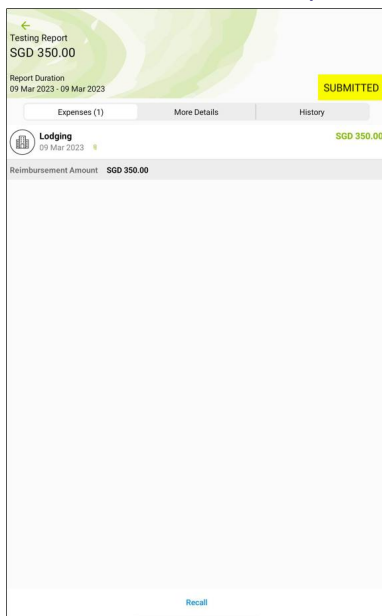 Testing Report
SGD 350.00
Report Duration
09 Mar 2023 - 09 Mar 2023
SUBMITTED
Expenses (1) More Details History
Lodging SGD 350.00
09 Mar 2023
Reimbursement Amount SGD 350.00
Recall